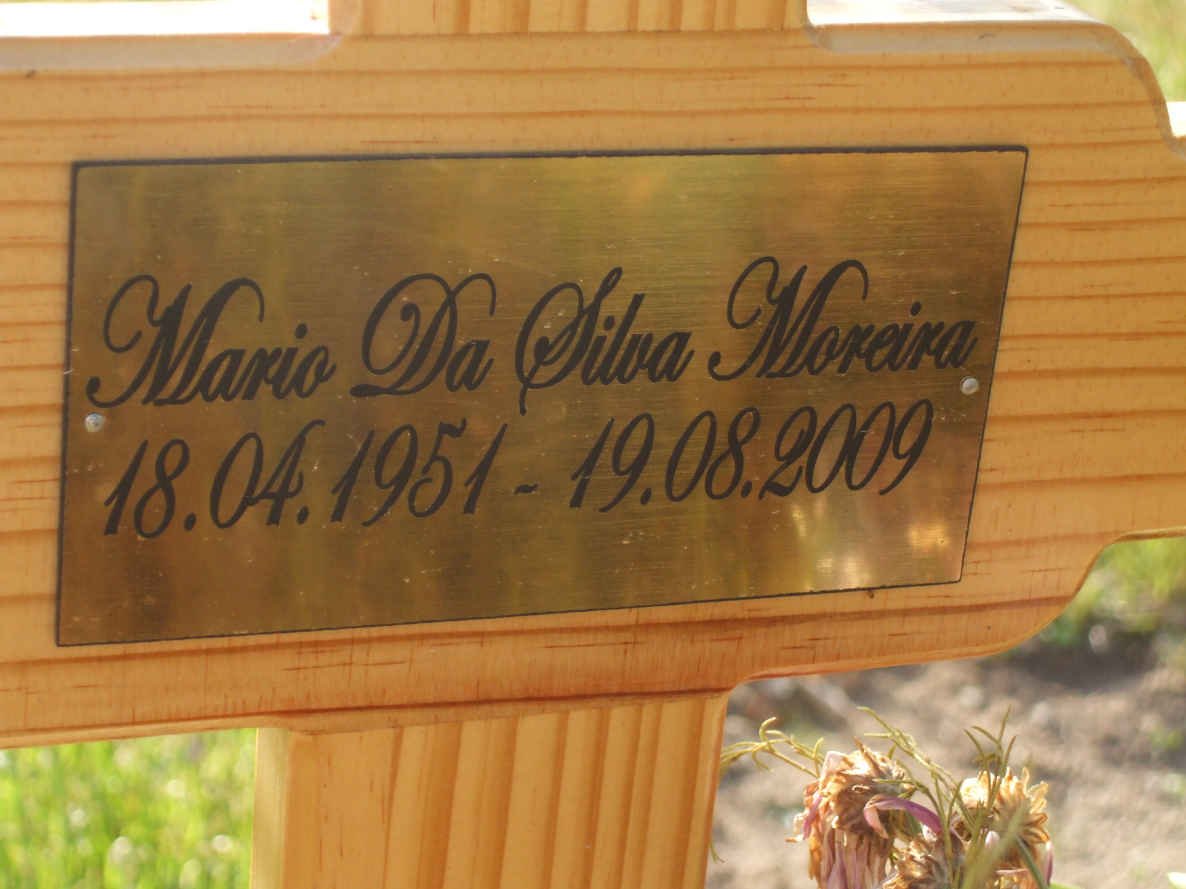 Mario Da Silva Moreira
18.04.1951 - 19.08.2009